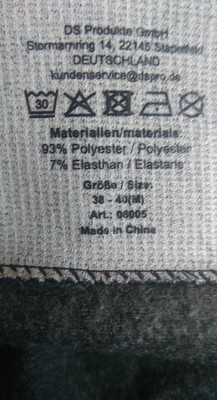 DS Produkte GmbH
Stormarnring 14, 22145 Stapelfeld
DEUTSCHLAND
kundenservice@dspro.de
30
Materialien/materials:
93% Polyester / Polyester
7% Elasthan / Elastane
Größe / Size:
38 - 40(M)
Art.: 06005
Made in China